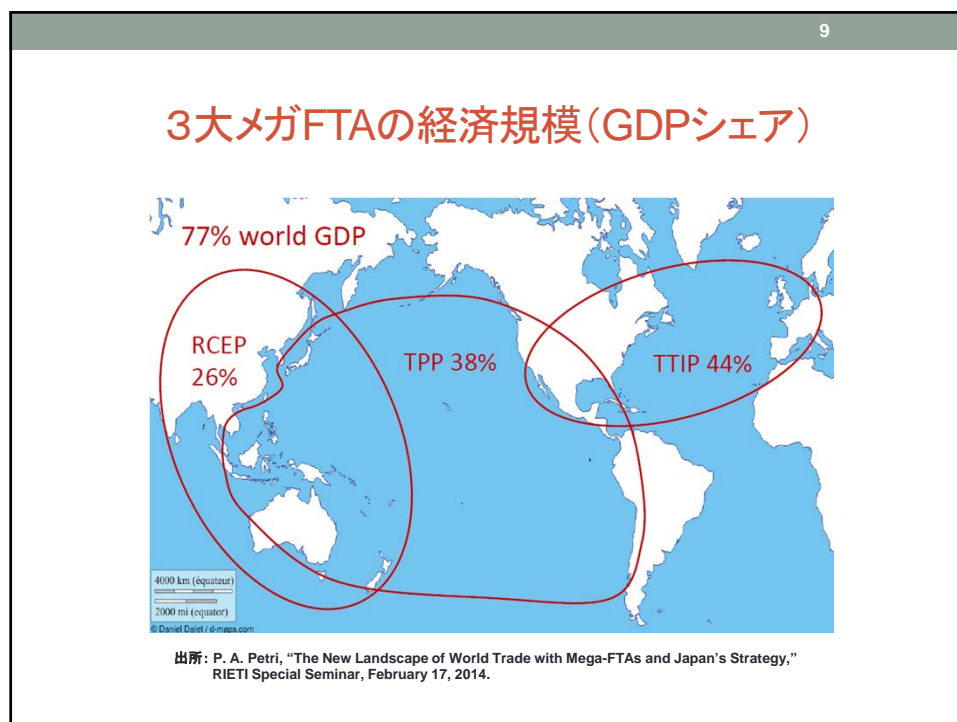 9
3大メガFTAの経済規模(GDPシェア)
77% world GDP
RCEP
26%
TPP 38%
TTIP 44%
4000 km (équateur)
2000 mi (equator)
© Daniel Dalet / d-maps.com
出所: P. A. Petri, “The New Landscape of World Trade with Mega-FTAs and Japan’s Strategy,”
RIETI Special Seminar, February 17, 2014.